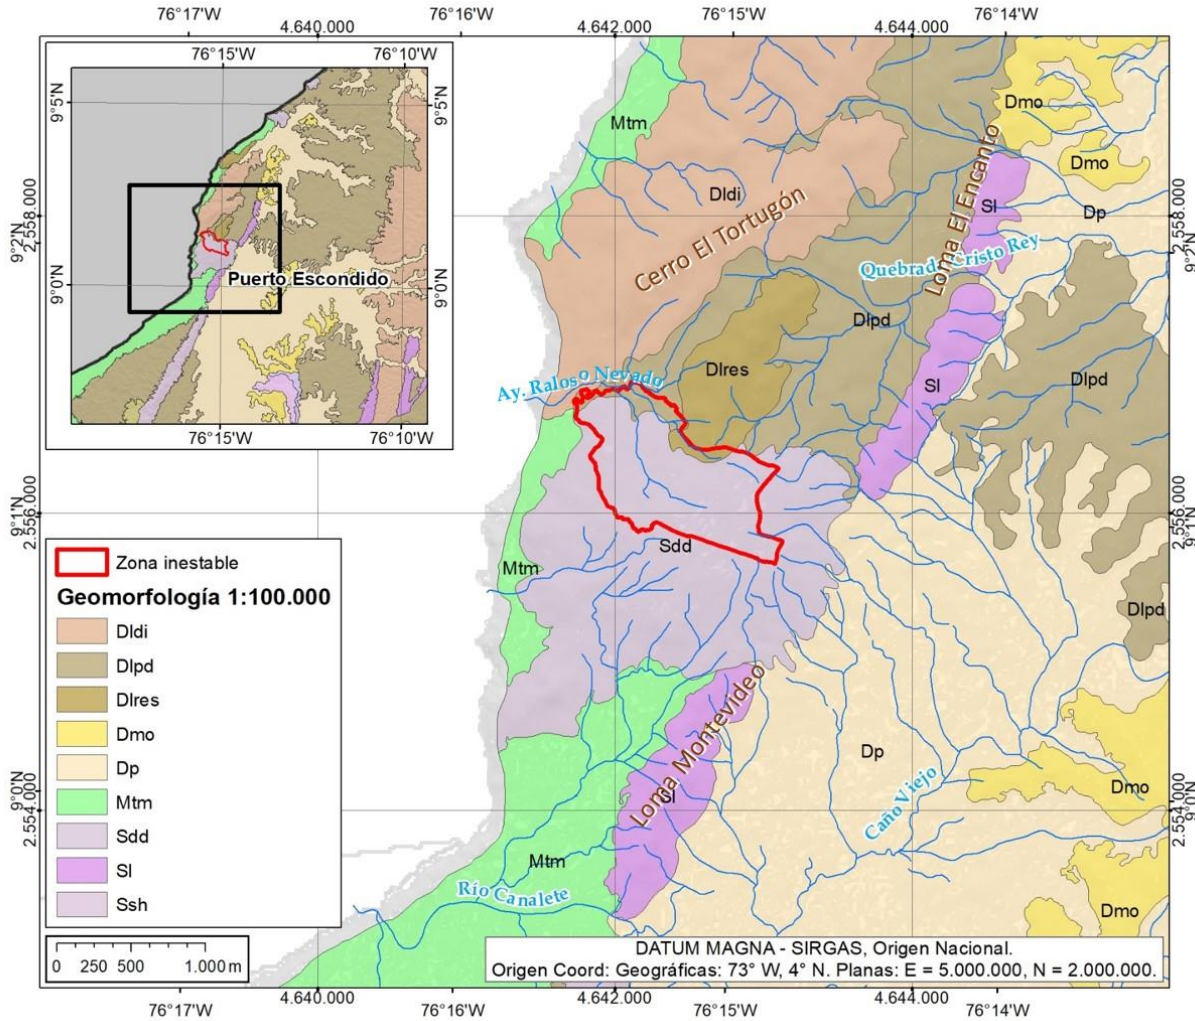 76°17'W
4.640.000
76°16'W
4.642.000
76°15'W
4.644.000
76°14'W
76°15'W
76°10'W
9°5'N
9°5'N
9°0'N
9°0'N
Puerto Escondido
76°15'W
76°10'W
2.558.000
9°2'N
2.556.000
9°1'N
2.554.000
9°0'N
2.558.000
9°2'N
2.556.000
9°1'N
2.554.000
9°0'N
Mtm
Dldi
Cerro El Tortugón
Dmo
Dmo
Loma El Encanto
Sl
Dp
Quebrada Cristo Rey
Dlpd
Dlres
Dlpd
Sl
Ay. Raloso Nevado
Sdd
Mtm
Dlpd
Loma Montevideo
Sl
Dp
Caño Viejo
Dmo
Mtm
Río Canalete
Dmo
Zona inestable
Geomorfología 1:100.000
Dldi
Dlpd
Dlres
Dmo
Dp
Mtm
Sdd
Sl
Ssh
0 250 500 1.000 m
DATUM MAGNA - SIRGAS, Origen Nacional.
Origen Coord: Geográficas: 73° W, 4° N. Planas: E = 5.000.000, N = 2.000.000.
76°17'W
4.640.000
76°16'W
4.642.000
76°15'W
4.644.000
76°14'W